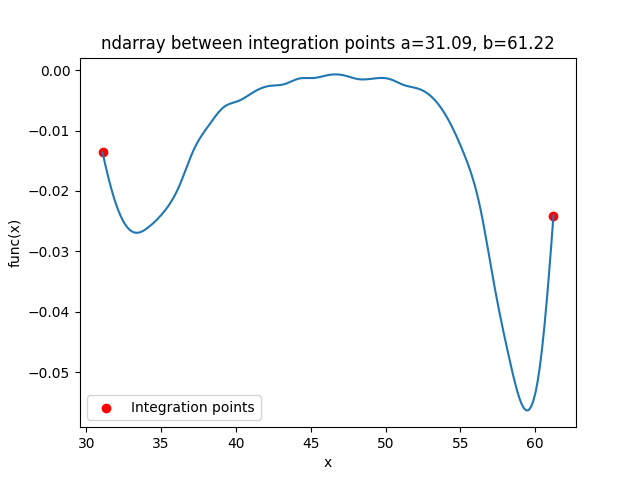 ndarray between integration points a=31.09, b=61.22
0.00
−0.01
−0.02
−0.03
−0.04
−0.05
func(x)
Integration points
30 35 40 45 50 55 60
x